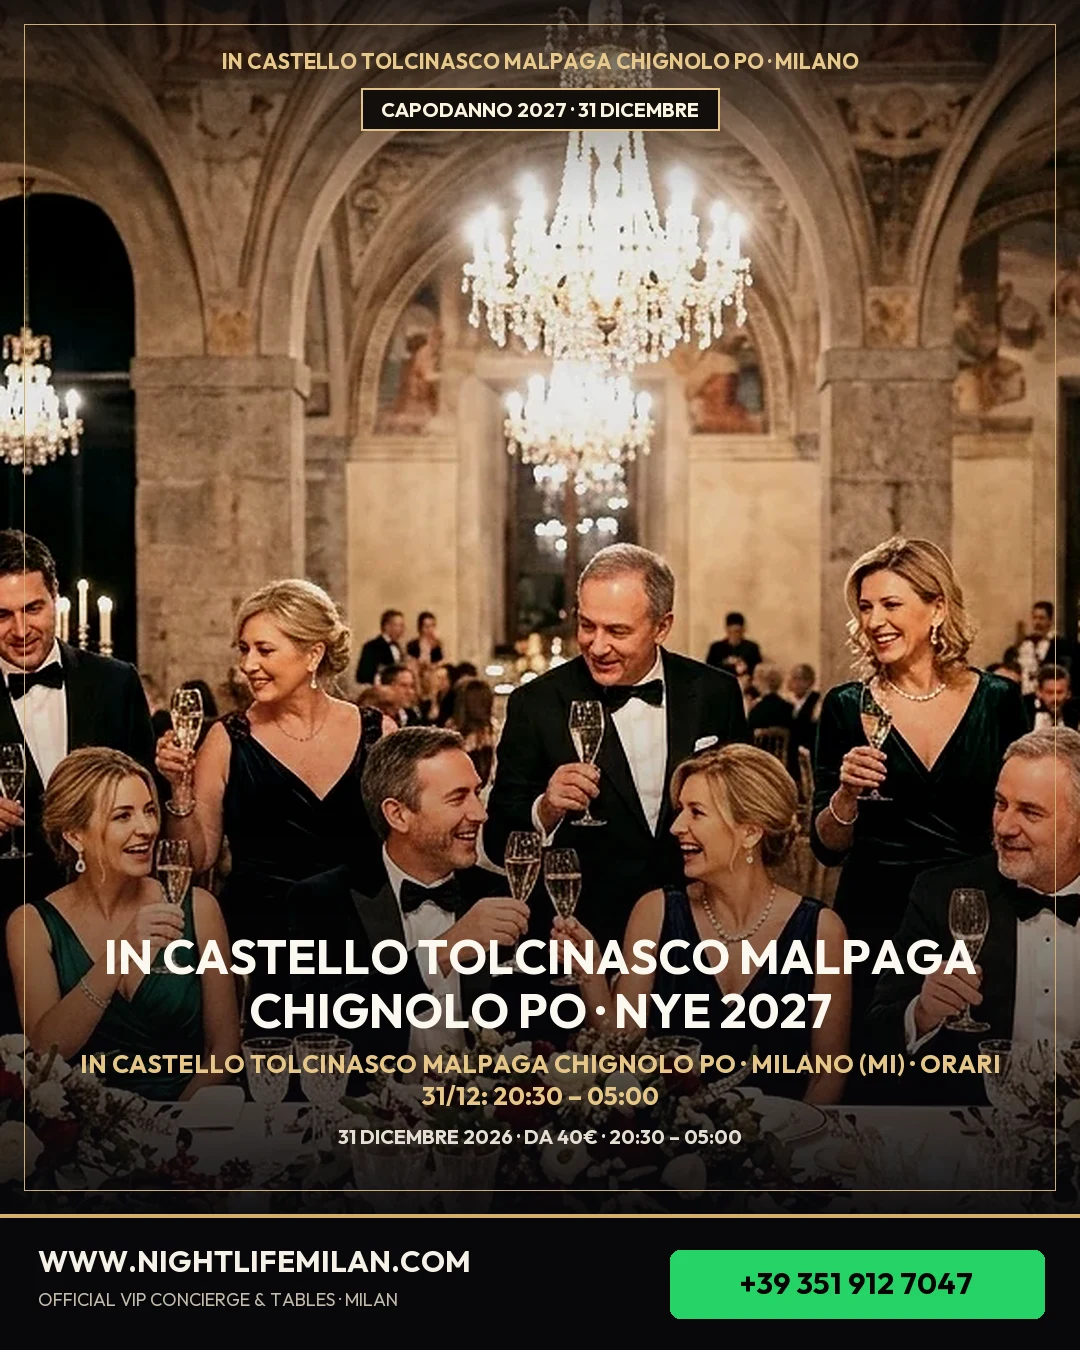 IN CASTELLO TOLCINASCO MALPAGA CHIGNOLO PO · MILANO
CAPODANNO 2027 · 31 DICEMBRE
IN CASTELLO TOLCINASCO MALPAGA
CHIGNOLO PO · NYE 2027
IN CASTELLO TOLCINASCO MALPAGA CHIGNOLO PO · MILANO (MI) · ORARI
31/12: 20:30 – 05:00
31 DICEMBRE 2026 · DA 40€ · 20:30 – 05:00
WWW.NIGHTLIFEMILAN.COM
OFFICIAL VIP CONCIERGE & TABLES · MILAN
+39 351 912 7047